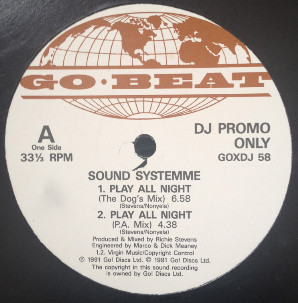 GO·BEAT
A
One Side
33⅓ RPM
DJ PROMO
ONLY
GOXDJ 58
SOUND SYSTEMME
1. PLAY ALL NIGHT
(The Dog's Mix) 6.58
(Stevens/Nonyela)
2. PLAY ALL NIGHT
(P.A. Mix) 4.38
(Stevens/Nonyela)
Produced & Mixed by Richie Stevens
Engineered by Marco & Dick Meaney
1.2. Virgin Music/Copyright Control
℗ 1991 Go! Discs Ltd. © 1991 Go! Discs Ltd.
The copyright in this sound recording
is owned by Go! Discs Ltd.